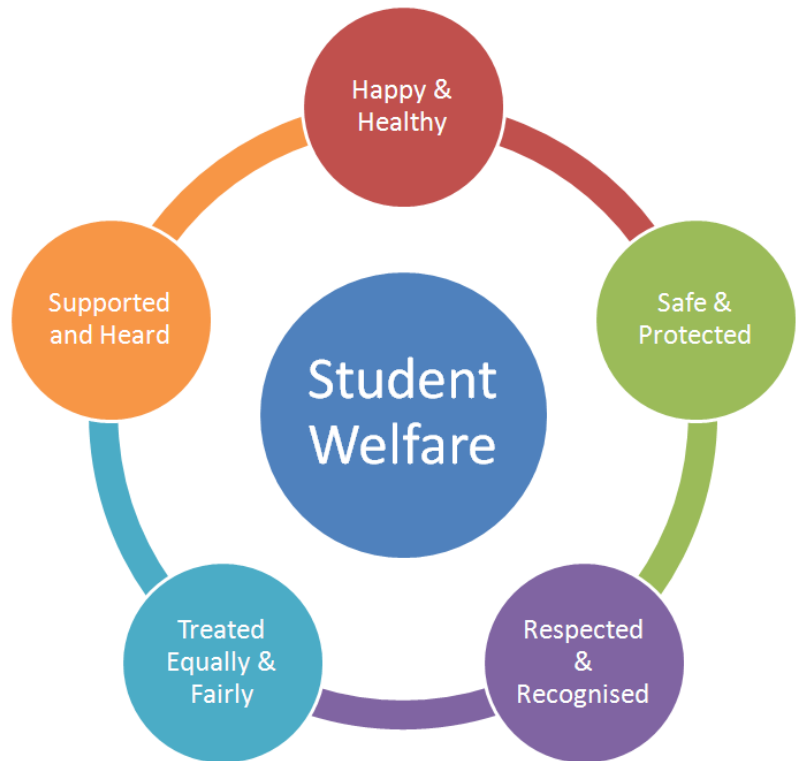 Happy &
Healthy
Safe &
Protected
Respected
&
Recognised
Treated
Equally &
Fairly
Supported
and Heard
Student
Welfare